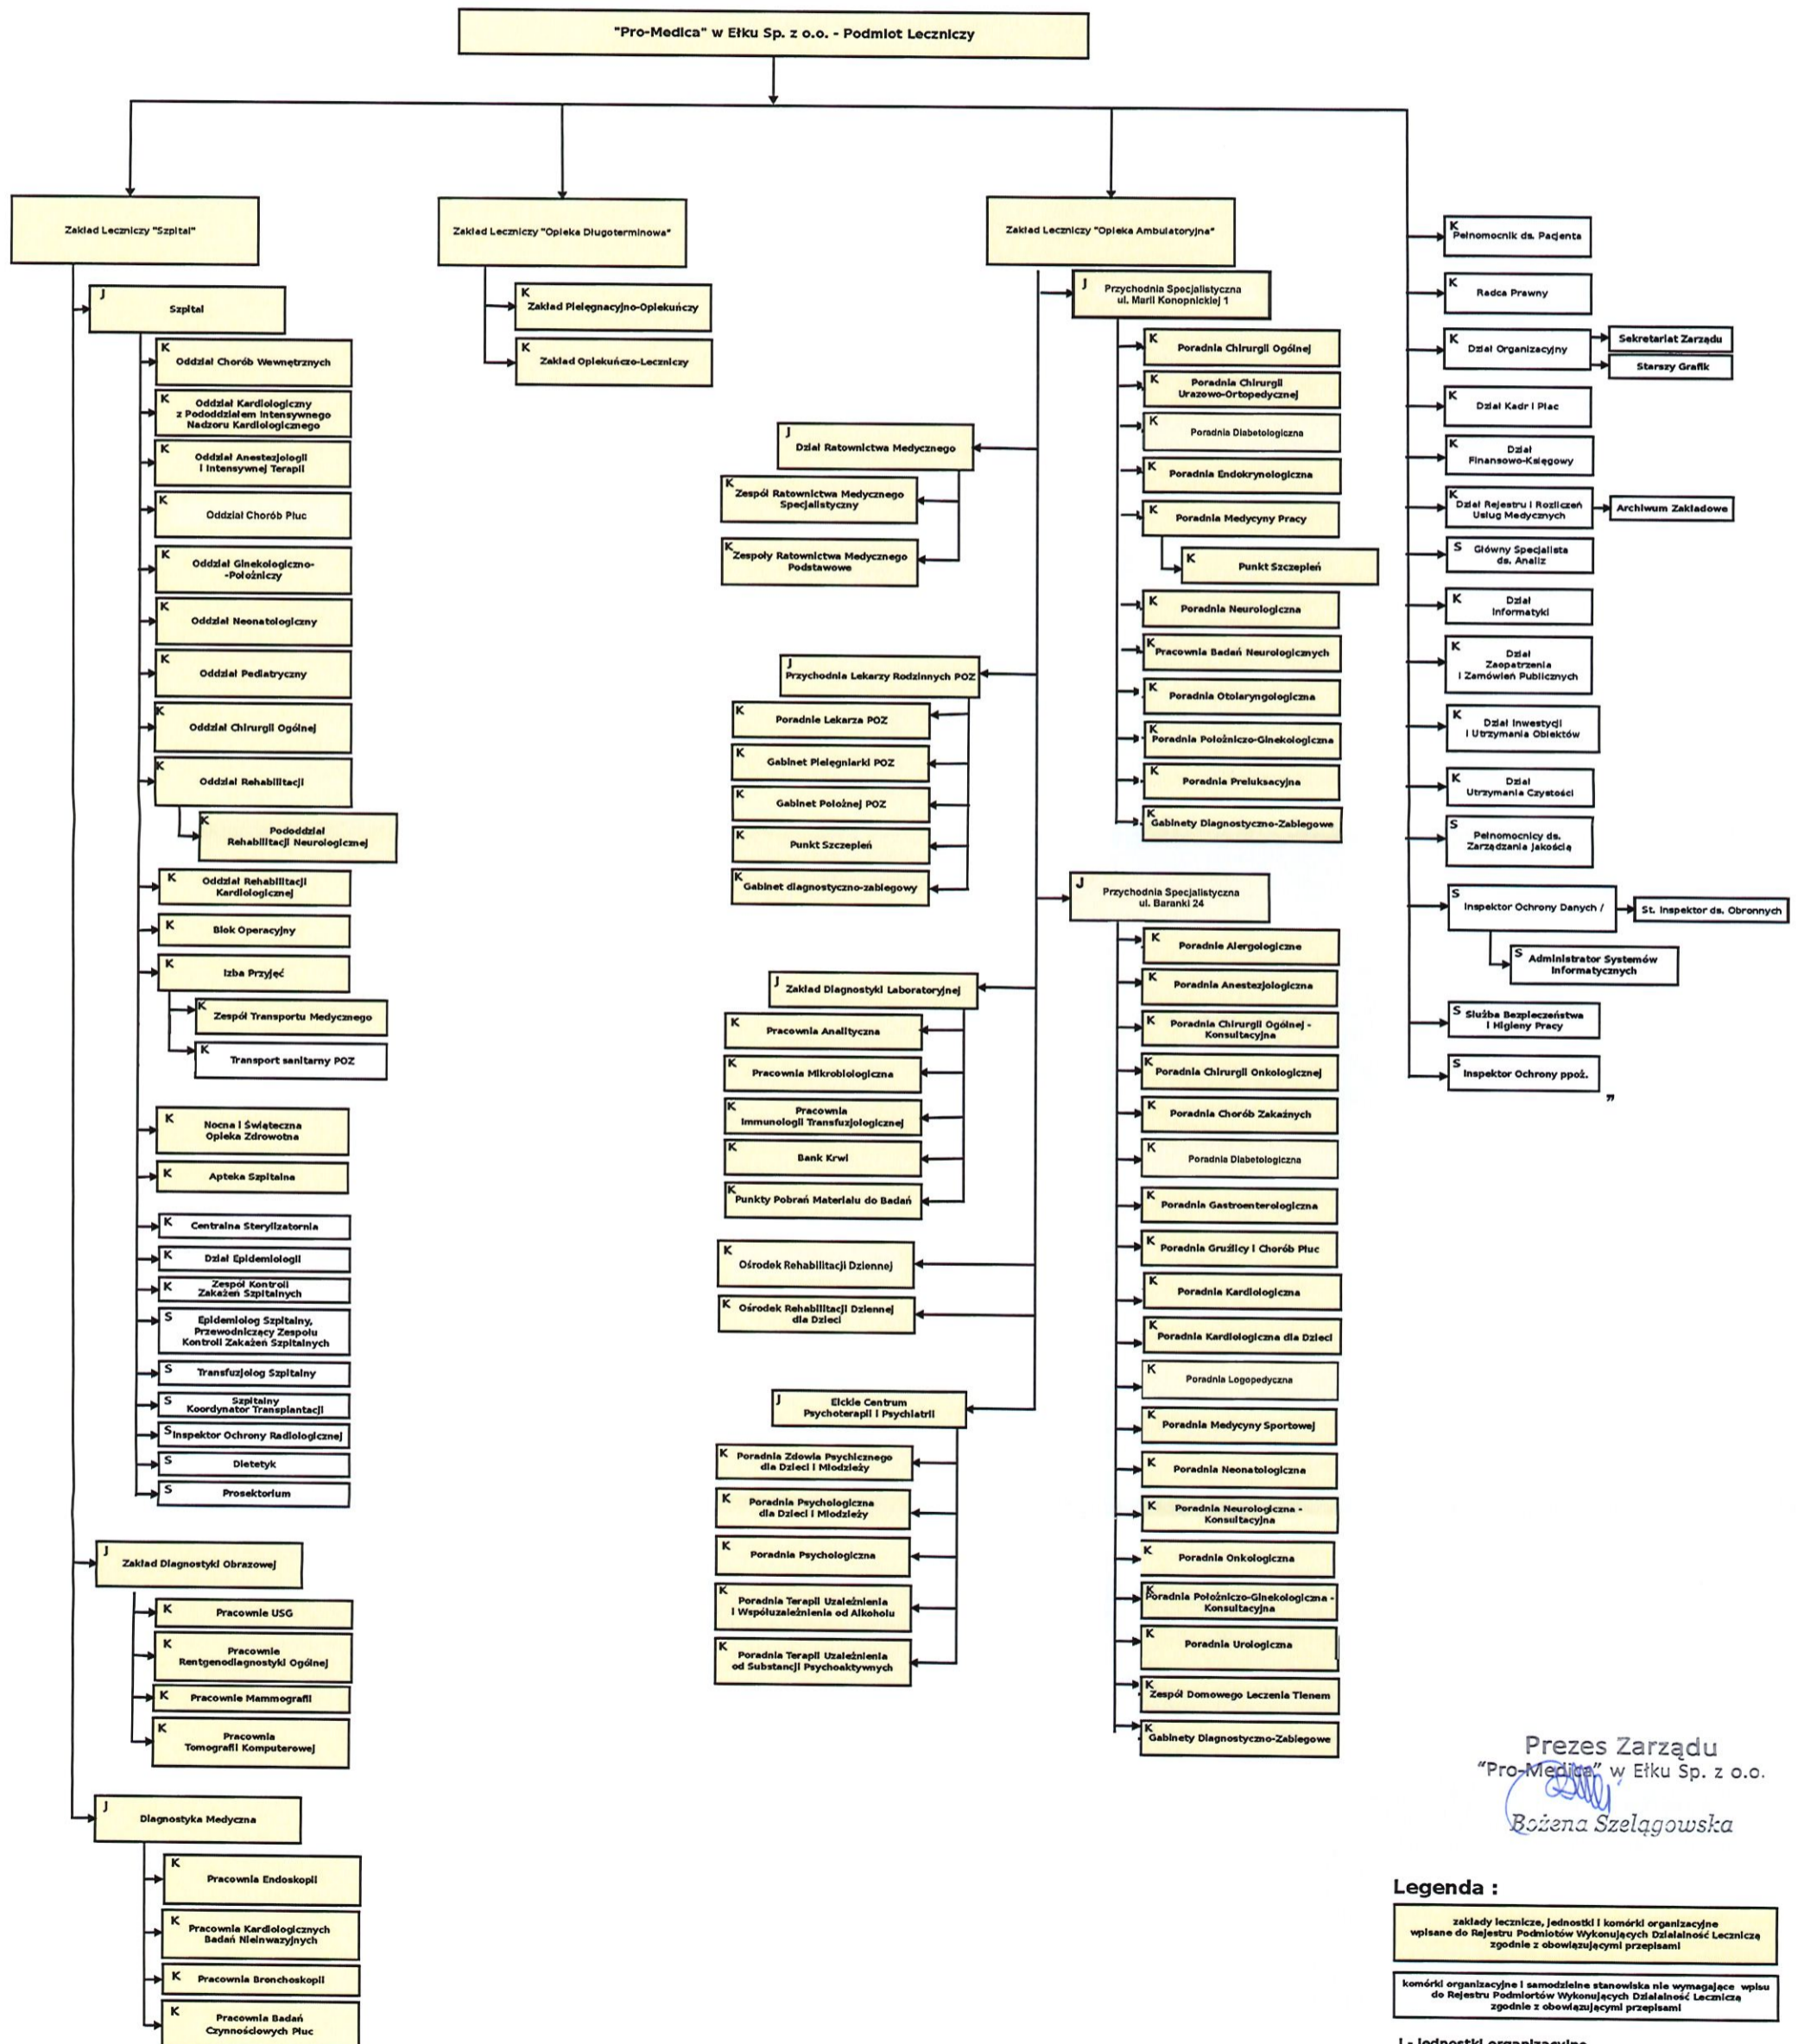 "Pro-Medica" w Ełku Sp. z o.o. - Podmiot Leczniczy
Zakład Leczniczy "Szpital"
J
Szpital
K
Oddział Chorób Wewnętrznych
K
Oddział Kardiologiczny
z Pododdziałem Intensywnego
Nadzoru Kardiologicznego
K
Oddział Anestezjologii
i Intensywnej Terapii
K
Oddział Chorób Płuc
K
Oddział Ginekologiczno-
-Położniczy
K
Oddział Neonatologiczny
K
Oddział Pediatryczny
K
Oddział Chirurgii Ogólnej
K
Oddział Rehabilitacji
K
Pododdział
Rehabilitacji Neurologicznej
K
Oddział Rehabilitacji
Kardiologicznej
K
Blok Operacyjny
K
Izba Przyjęć
K
Zespół Transportu Medycznego
K
Transport sanitarny POZ
K
Nocna i Świąteczna
Opieka Zdrowotna
K
Apteka Szpitalna
K
Centralna Sterylizatornia
K
Dział Epidemiologii
K
Zespół Kontroli
Zakażeń Szpitalnych
S
Epidemiolog Szpitalny,
Przewodniczący Zespołu
Kontroli Zakażeń Szpitalnych
S
Transfuzjolog Szpitalny
S
Szpitalny
Koordynator Transplantacji
S
Inspektor Ochrony Radiologicznej
S
Dietetyk
S
Prosektorium
J
Zakład Diagnostyki Obrazowej
K
Pracownie USG
K
Pracownie
Rentgenodiagnostyki Ogólnej
K
Pracownie Mammografii
K
Pracownia
Tomografii Komputerowej
J
Diagnostyka Medyczna
K
Pracownia Endoskopii
K
Pracownia Kardiologicznych
Badań Nieinwazyjnych
K
Pracownia Bronchoskopii
K
Pracownia Badań
Czynnościowych Płuc
Zakład Leczniczy "Opieka Długoterminowa"
K
Zakład Pielęgnacyjno-Opiekuńczy
K
Zakład Opiekuńczo-Leczniczy
Zakład Leczniczy "Opieka Ambulatoryjna"
J
Dział Ratownictwa Medycznego
K
Zespół Ratownictwa Medycznego
Specjalistyczny
K
Zespoły Ratownictwa Medycznego
Podstawowe
J
Przychodnia Lekarzy Rodzinnych POZ
K
Poradnie Lekarza POZ
K
Gabinet Pielęgniarki POZ
K
Gabinet Położnej POZ
K
Punkt Szczepień
K
Gabinet diagnostyczno-zabiegowy
J
Zakład Diagnostyki Laboratoryjnej
K
Pracownia Analityczna
K
Pracownia Mikrobiologiczna
K
Pracownia
Immunologii Transfuzjologicznej
K
Bank Krwi
K
Punkty Pobrań Materiału do Badań
K
Ośrodek Rehabilitacji Dziennej
K
Ośrodek Rehabilitacji Dziennej
dla Dzieci
J
Ełckie Centrum
Psychoterapii i Psychiatrii
K
Poradnia Zdowia Psychicznego
dla Dzieci i Młodzieży
K
Poradnia Psychologiczna
dla Dzieci i Młodzieży
K
Poradnia Psychologiczna
K
Poradnia Terapii Uzależnienia
i Współuzależnienia od Alkoholu
K
Poradnia Terapii Uzależnienia
od Substancji Psychoaktywnych
J
Przychodnia Specjalistyczna
ul. Marii Konopnickiej 1
K
Poradnia Chirurgii Ogólnej
K
Poradnia Chirurgii
Urazowo-Ortopedycznej
K
Poradnia Diabetologiczna
K
Poradnia Endokrynologiczna
K
Poradnia Medycyny Pracy
K
Punkt Szczepień
K
Poradnia Neurologiczna
K
Pracownia Badań Neurologicznych
K
Poradnia Otolaryngologiczna
K
Poradnia Położniczo-Ginekologiczna
K
Poradnia Preluksacyjna
K
Gabinety Diagnostyczno-Zabiegowe
J
Przychodnia Specjalistyczna
ul. Baranki 24
K
Poradnie Alergologiczne
K
Poradnia Anestezjologiczna
K
Poradnia Chirurgii Ogólnej -
Konsultacyjna
K
Poradnia Chirurgii Onkologicznej
K
Poradnia Chorób Zakaźnych
K
Poradnia Diabetologiczna
K
Poradnia Gastroenterologiczna
K
Poradnia Gruźlicy i Chorób Płuc
K
Poradnia Kardiologiczna
K
Poradnia Kardiologiczna dla Dzieci
K
Poradnia Logopedyczna
K
Poradnia Medycyny Sportowej
K
Poradnia Neonatologiczna
K
Poradnia Neurologiczna -
Konsultacyjna
K
Poradnia Onkologiczna
K
Poradnia Położniczo-Ginekologiczna -
Konsultacyjna
K
Poradnia Urologiczna
K
Zespół Domowego Leczenia Tlenem
K
Gabinety Diagnostyczno-Zabiegowe
K
Pełnomocnik ds. Pacjenta
K
Radca Prawny
K
Dział Organizacyjny
Sekretariat Zarządu
Starszy Grafik
K
Dział Kadr i Płac
K
Dział
Finansowo-Księgowy
K
Dział Rejestru i Rozliczeń
Usług Medycznych
Archiwum Zakładowe
S
Główny Specjalista
ds. Analiz
K
Dział
Informatyki
K
Dział
Zaopatrzenia
i Zamówień Publicznych
K
Dział Inwestycji
i Utrzymania Obiektów
K
Dział
Utrzymania Czystości
S
Pełnomocnicy ds.
Zarządzania Jakością
S
Inspektor Ochrony Danych /
St. Inspektor ds. Obronnych
S
Administrator Systemów
Informatycznych
S
Służba Bezpieczeństwa
i Higieny Pracy
S
Inspektor Ochrony ppoż.
”
Prezes Zarządu
"Pro-Medica" w Ełku Sp. z o.o.
Bożena Szelągowska
Legenda :
zakłady lecznicze, jednostki i komórki organizacyjne
wpisane do Rejestru Podmiotów Wykonujących Działalność Leczniczą
zgodnie z obowiązującymi przepisami
komórki organizacyjne i samodzielne stanowiska nie wymagające wpisu
do Rejestru Podmiortów Wykonujących Działalność Leczniczą
zgodnie z obowiązującymi przepisami
J - jednostki organizacyjne